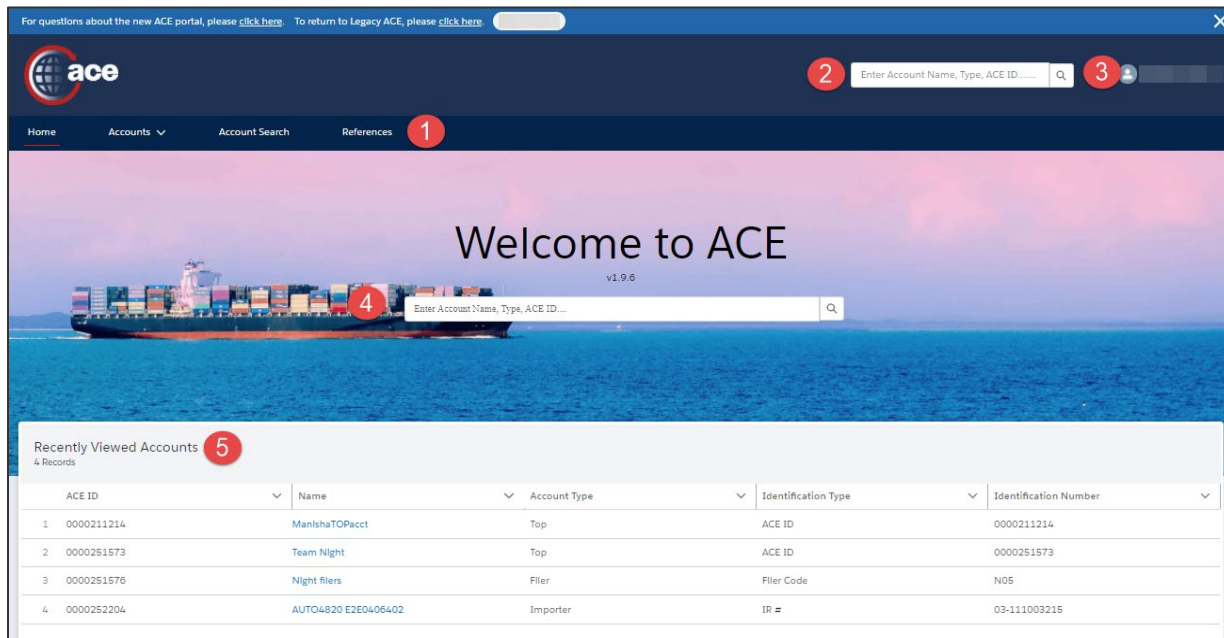 For questions about the new ACE portal, please click here. To return to Legacy ACE, please click here.
ace
2 Enter Account Name, Type, ACE ID....... 3
Home Accounts Account Search References 1
Welcome to ACE
v1.9.6
4 Enter Account Name, Type, ACE ID....
Recently Viewed Accounts 5
4 Records
ACE ID Name Account Type Identification Type Identification Number
1 0000211214 ManIshaTOPacct Top ACE ID 0000211214
2 0000251573 Team NIght Top ACE ID 0000251573
3 0000251576 NIght fIlers FIler FIler Code N05
4 0000252204 AUTO4820 E2E0406402 Importer IR # 03-111003215